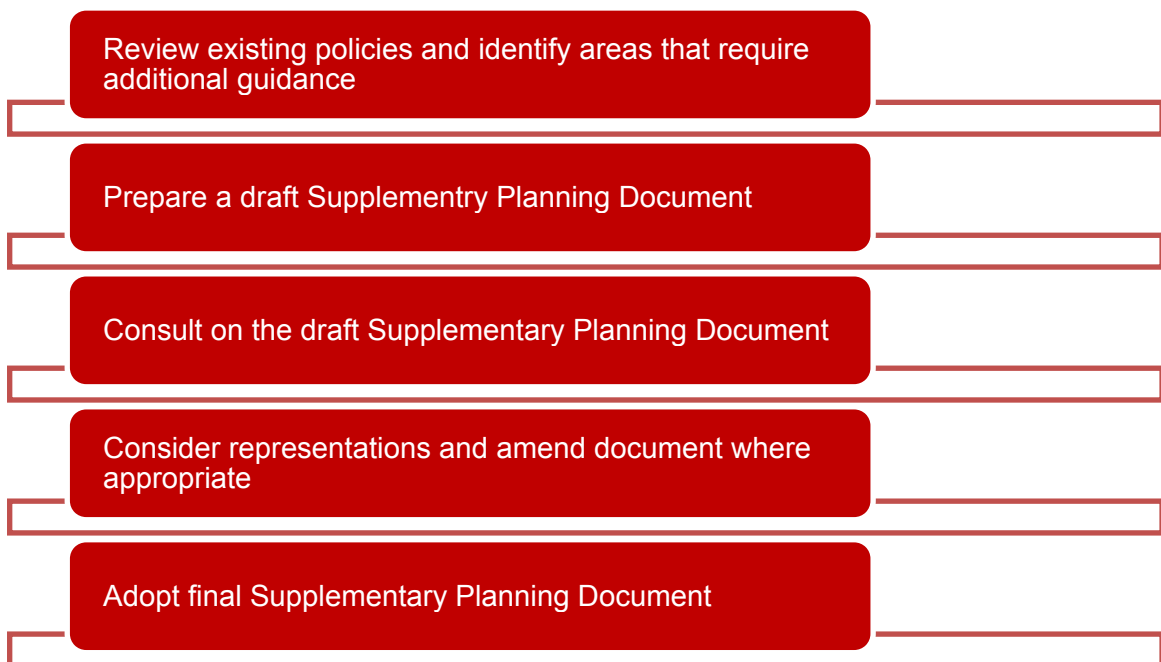 Review existing policies and identify areas that require
additional guidance
Prepare a draft Supplementry Planning Document
Consult on the draft Supplementary Planning Document
Consider representations and amend document where
appropriate
Adopt final Supplementary Planning Document